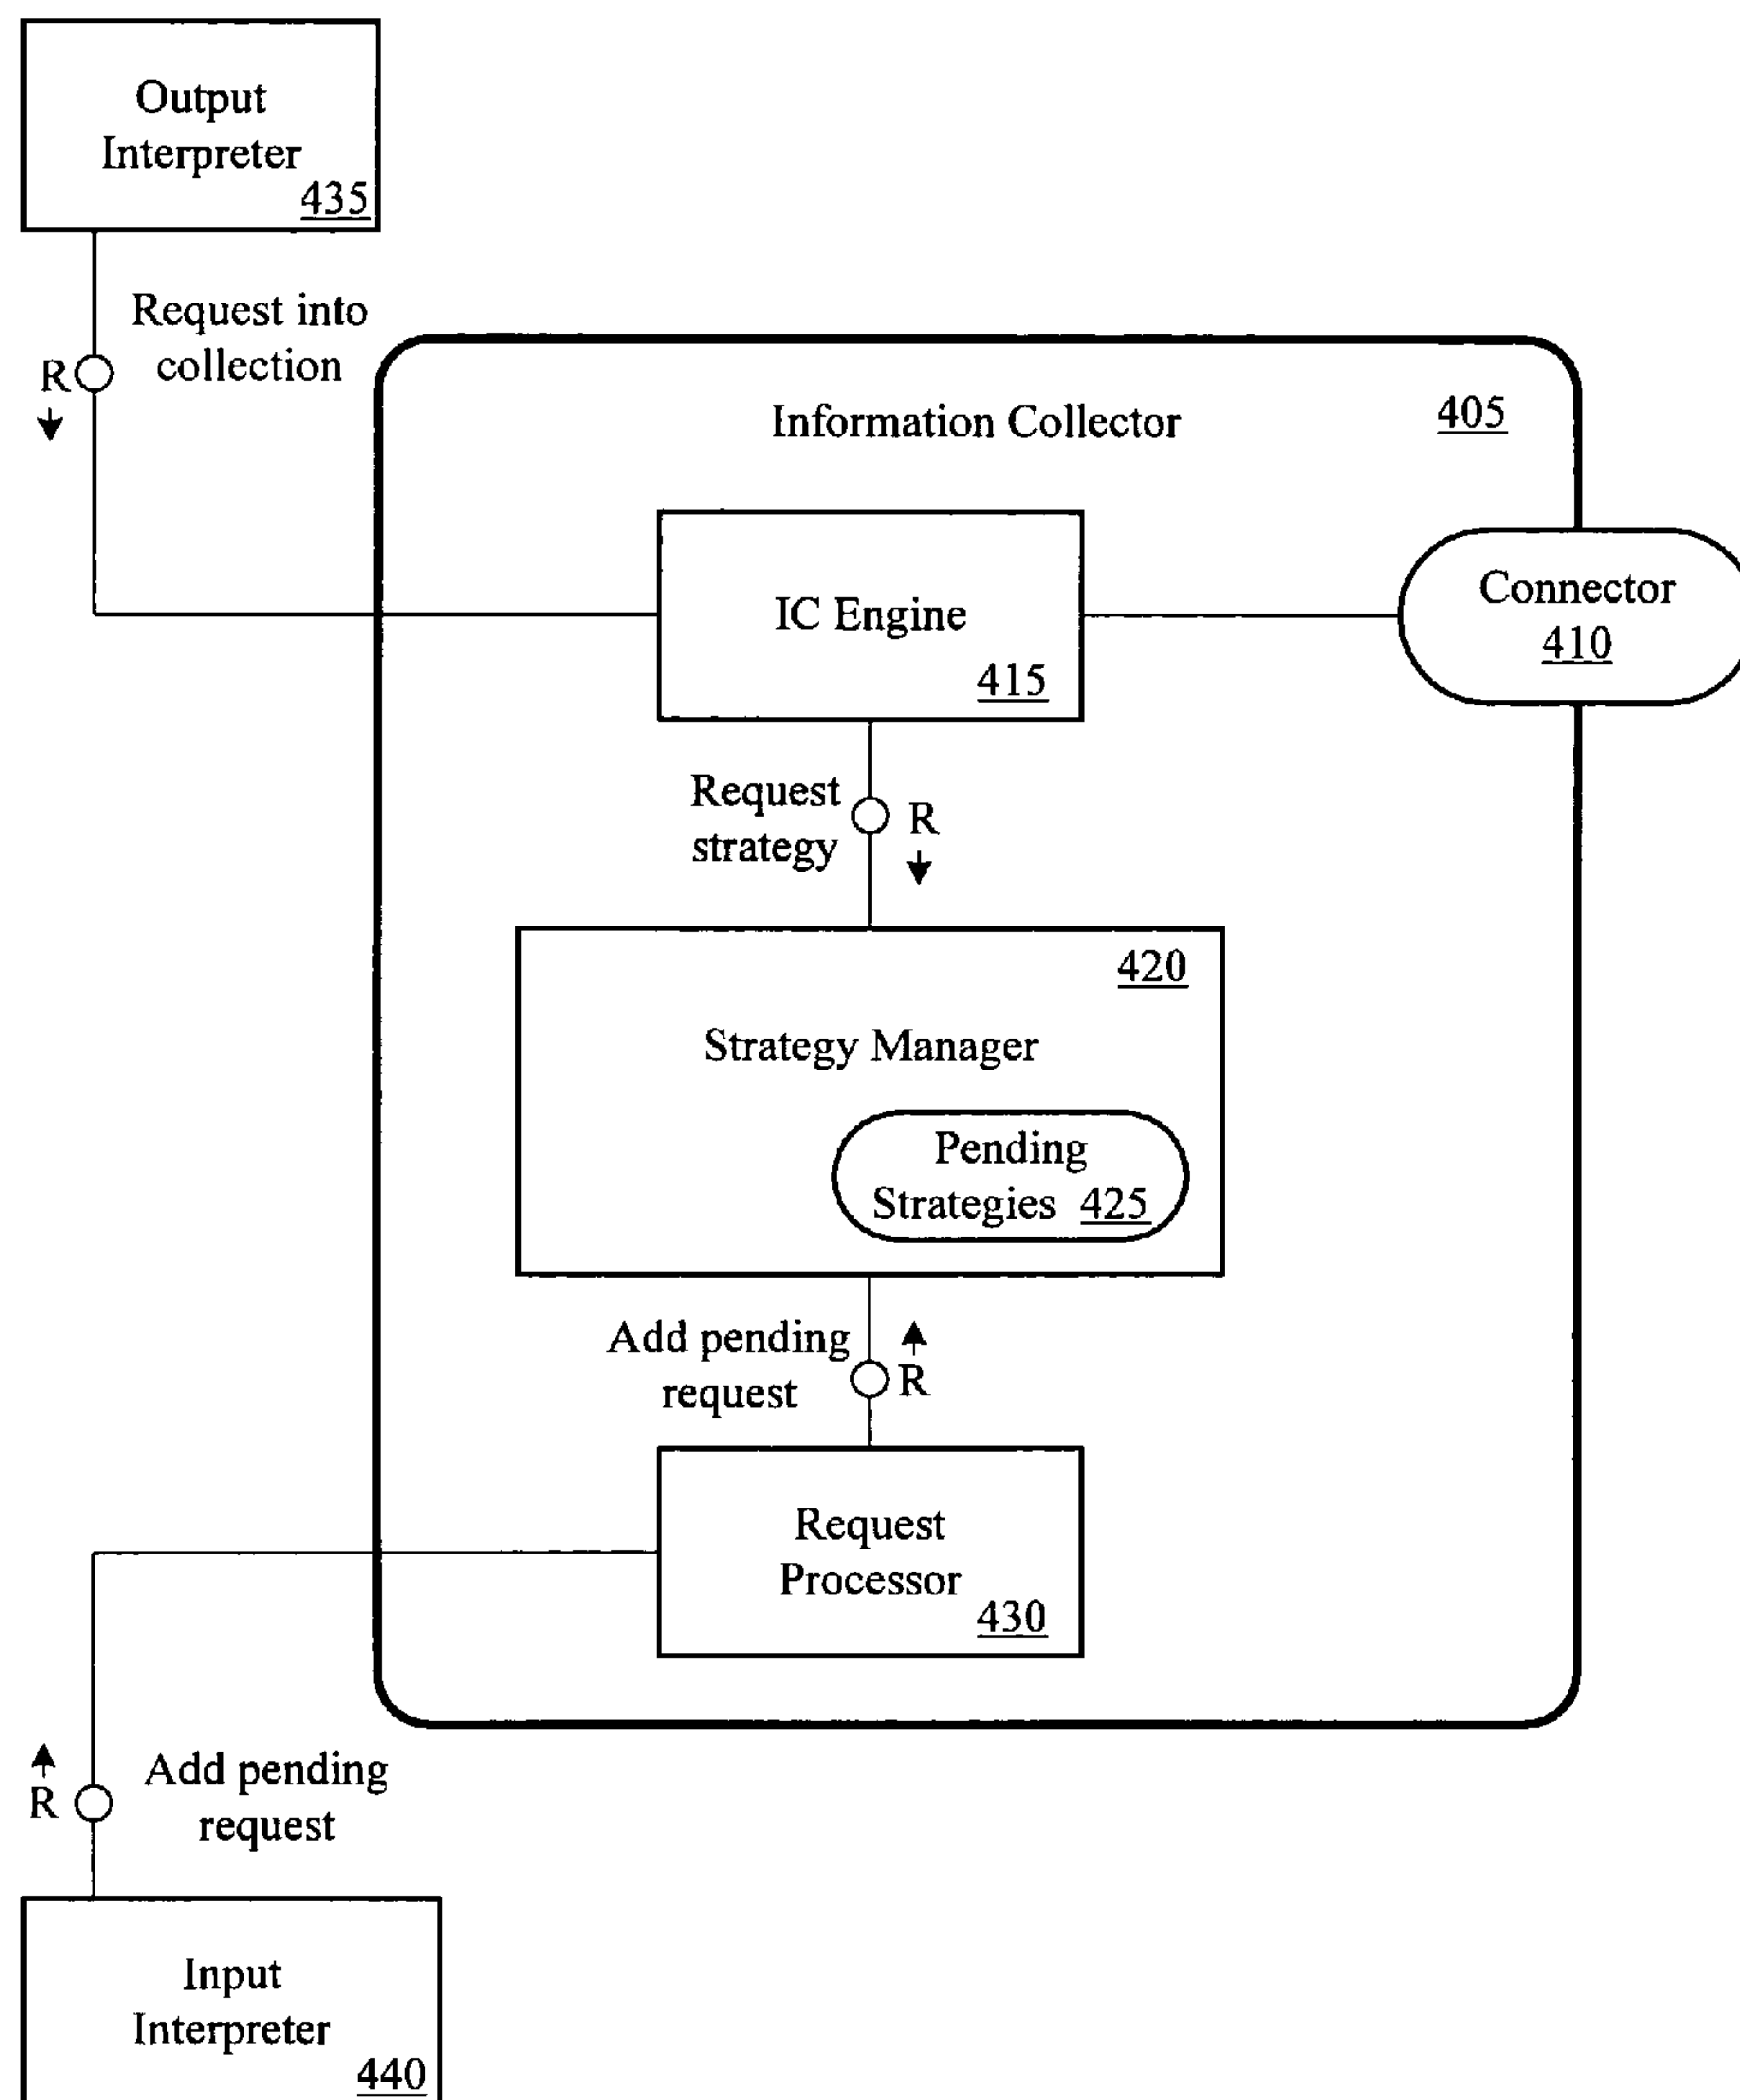 Output
Interpreter
435
Request into
collection
R
Information Collector
405
IC Engine
415
Connector
410
Request
strategy
R
420
Strategy Manager
Pending
Strategies 425
Add pending
request
R
Request
Processor
430
Add pending
request
R
Input
Interpreter
440